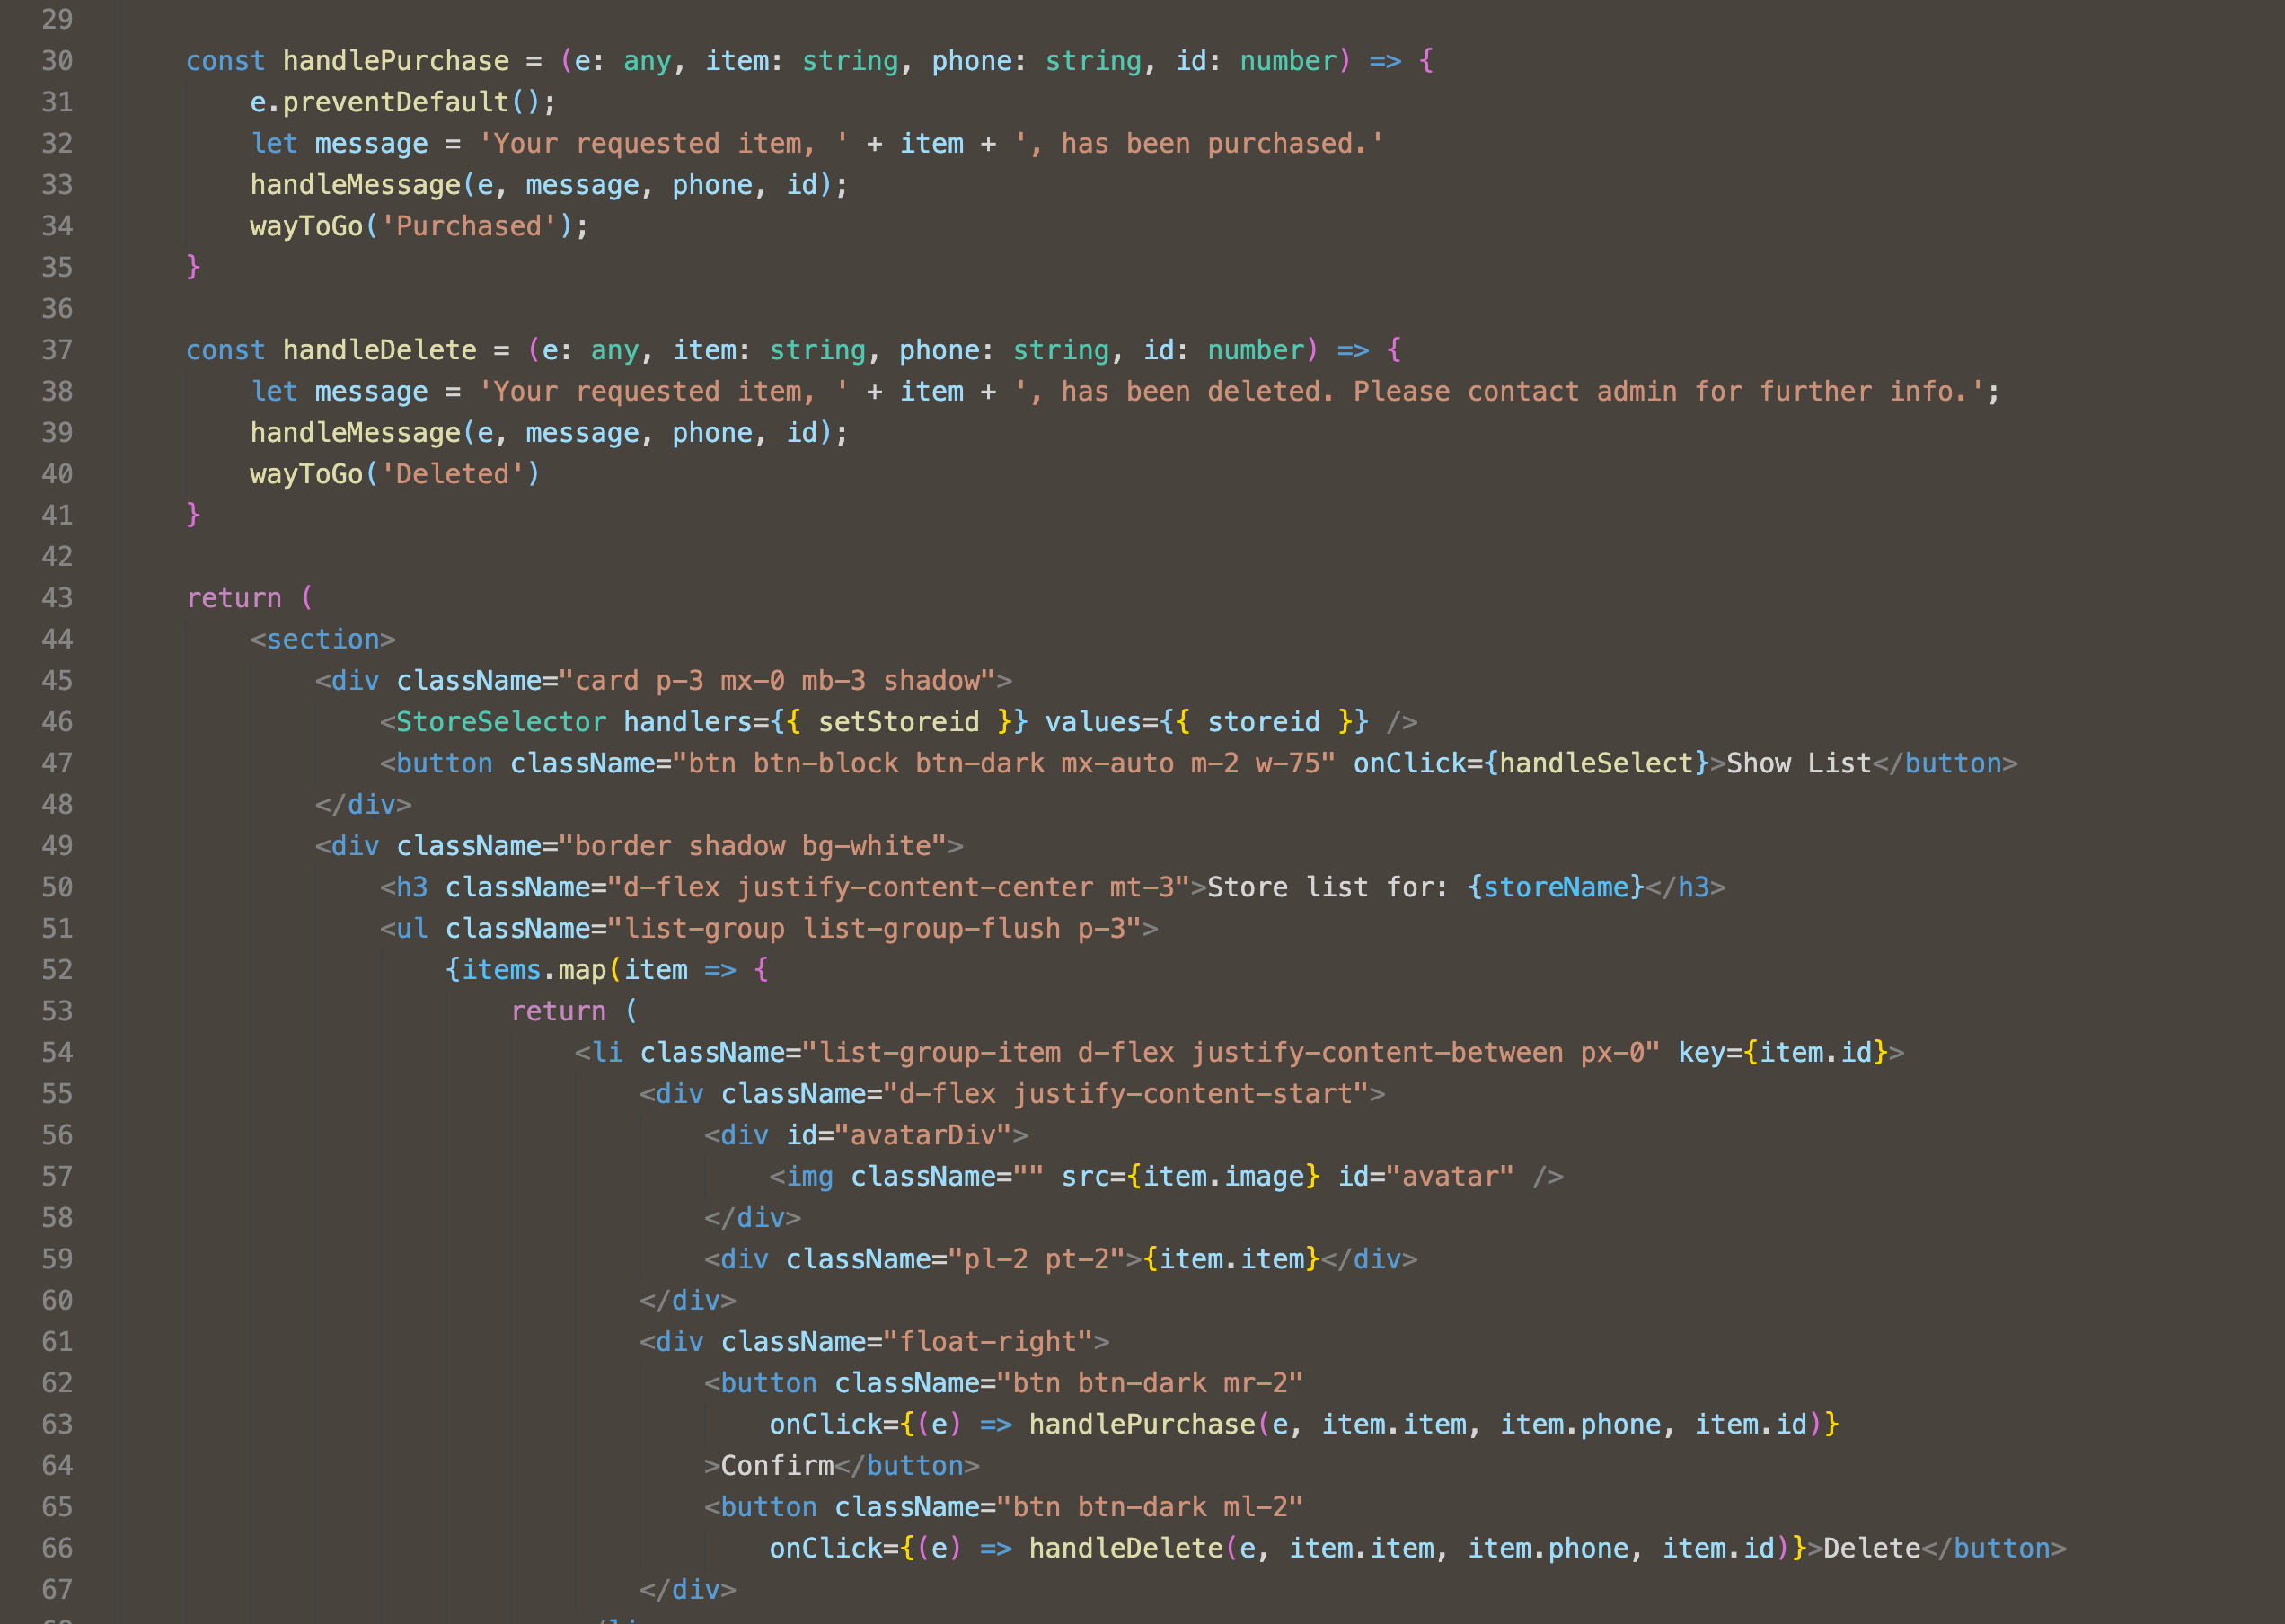 29
30 const handlePurchase = (e: any, item: string, phone: string, id: number) => {
31 e.preventDefault();
32 let message = 'Your requested item, ' + item + ', has been purchased.'
33 handleMessage(e, message, phone, id);
34 wayToGo('Purchased');
35 }
36
37 const handleDelete = (e: any, item: string, phone: string, id: number) => {
38 let message = 'Your requested item, ' + item + ', has been deleted. Please contact admin for further info.';
39 handleMessage(e, message, phone, id);
40 wayToGo('Deleted')
41 }
42
43 return (
44 <section>
45 <div className="card p-3 mx-0 mb-3 shadow">
46 <StoreSelector handlers={{ setStoreid }} values={{ storeid }} />
47 <button className="btn btn-block btn-dark mx-auto m-2 w-75" onClick={handleSelect}>Show List</button>
48 </div>
49 <div className="border shadow bg-white">
50 <h3 className="d-flex justify-content-center mt-3">Store list for: {storeName}</h3>
51 <ul className="list-group list-group-flush p-3">
52 {items.map(item => {
53 return (
54 <li className="list-group-item d-flex justify-content-between px-0" key={item.id}>
55 <div className="d-flex justify-content-start">
56 <div id="avatarDiv">
57 <img className="" src={item.image} id="avatar" />
58 </div>
59 <div className="pl-2 pt-2">{item.item}</div>
60 </div>
61 <div className="float-right">
62 <button className="btn btn-dark mr-2"
63 onClick={(e) => handlePurchase(e, item.item, item.phone, item.id)}
64 >Confirm</button>
65 <button className="btn btn-dark ml-2"
66 onClick={(e) => handleDelete(e, item.item, item.phone, item.id)}>Delete</button>
67 </div>